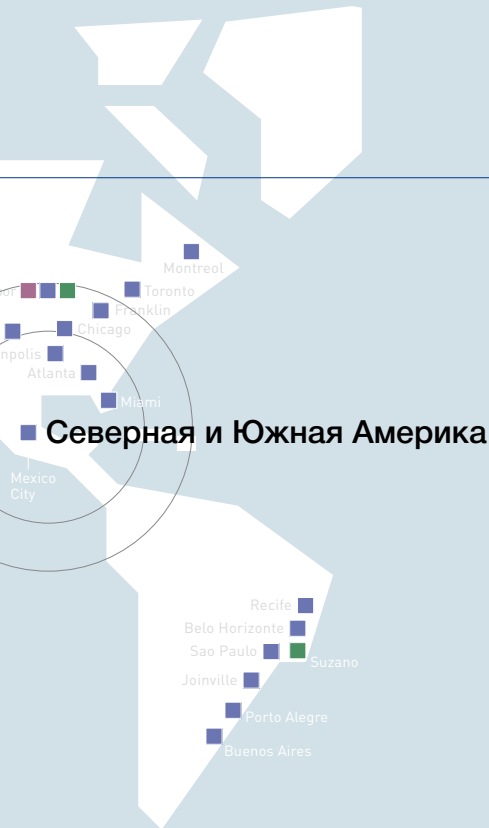 Montreol
Toronto
Franklin
Chicago
Atlanta
Miami
Северная и Южная Америка
Mexico
City
Recife
Belo Horizonte
Sao Paulo
Suzano
Joinville
Porto Alegre
Buenos Aires